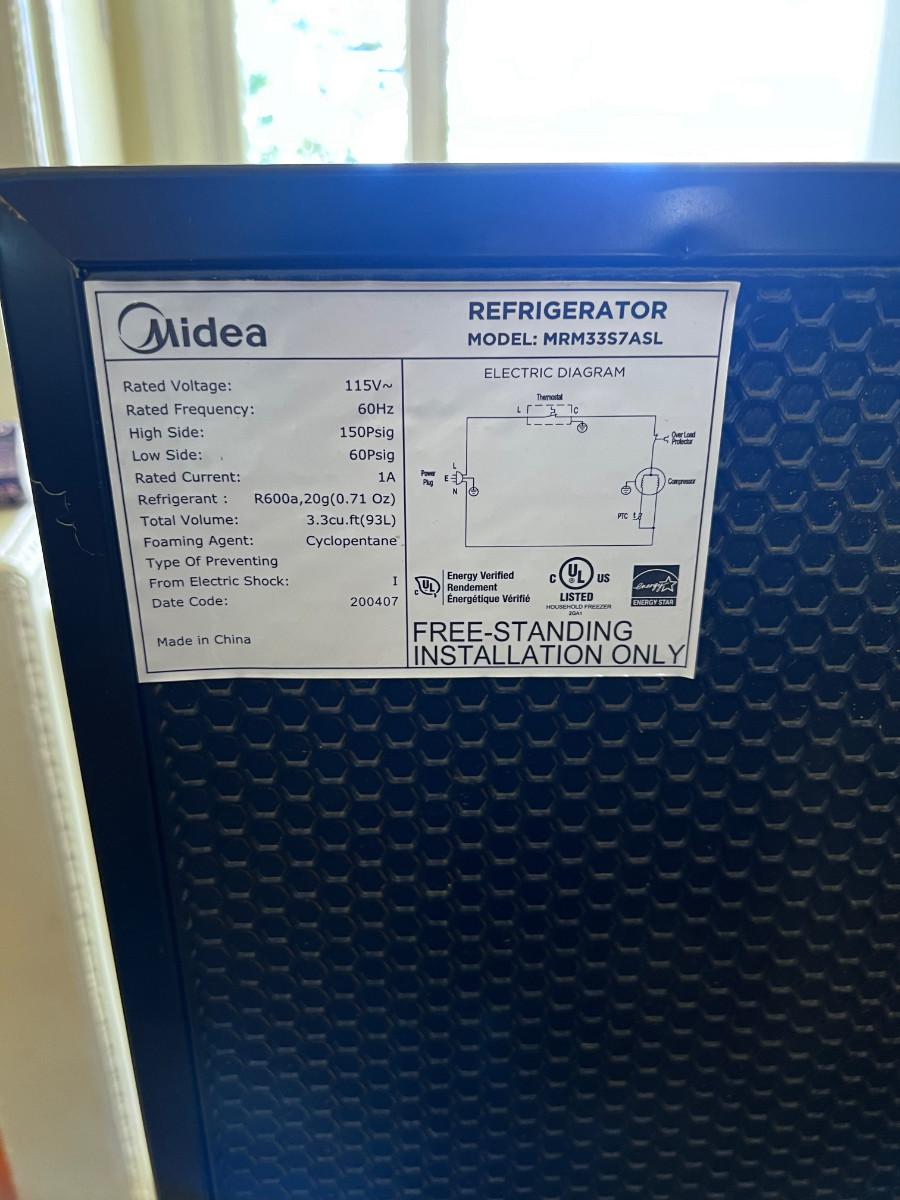 Midea
REFRIGERATOR
MODEL: MRM33S7ASL
Rated Voltage: 115V~
Rated Frequency: 60Hz
High Side: 150Psig
Low Side: 60Psig
Rated Current: 1A
Refrigerant : R600a,20g(0.71 Oz)
Total Volume: 3.3cu.ft(93L)
Foaming Agent: Cyclopentane
Type Of Preventing
From Electric Shock: I
Date Code: 200407
Made in China
ELECTRIC DIAGRAM
Thermostal
L C
Over Load
Protector
Power
Plug
L
E
N
Compressor
PTC
C UL
Energy Verified
Rendement
Énergétique Vérifié
C UL US
LISTED
HOUSEHOLD FREEZER
2GA1
energy
ENERGY STAR
FREE-STANDING
INSTALLATION ONLY